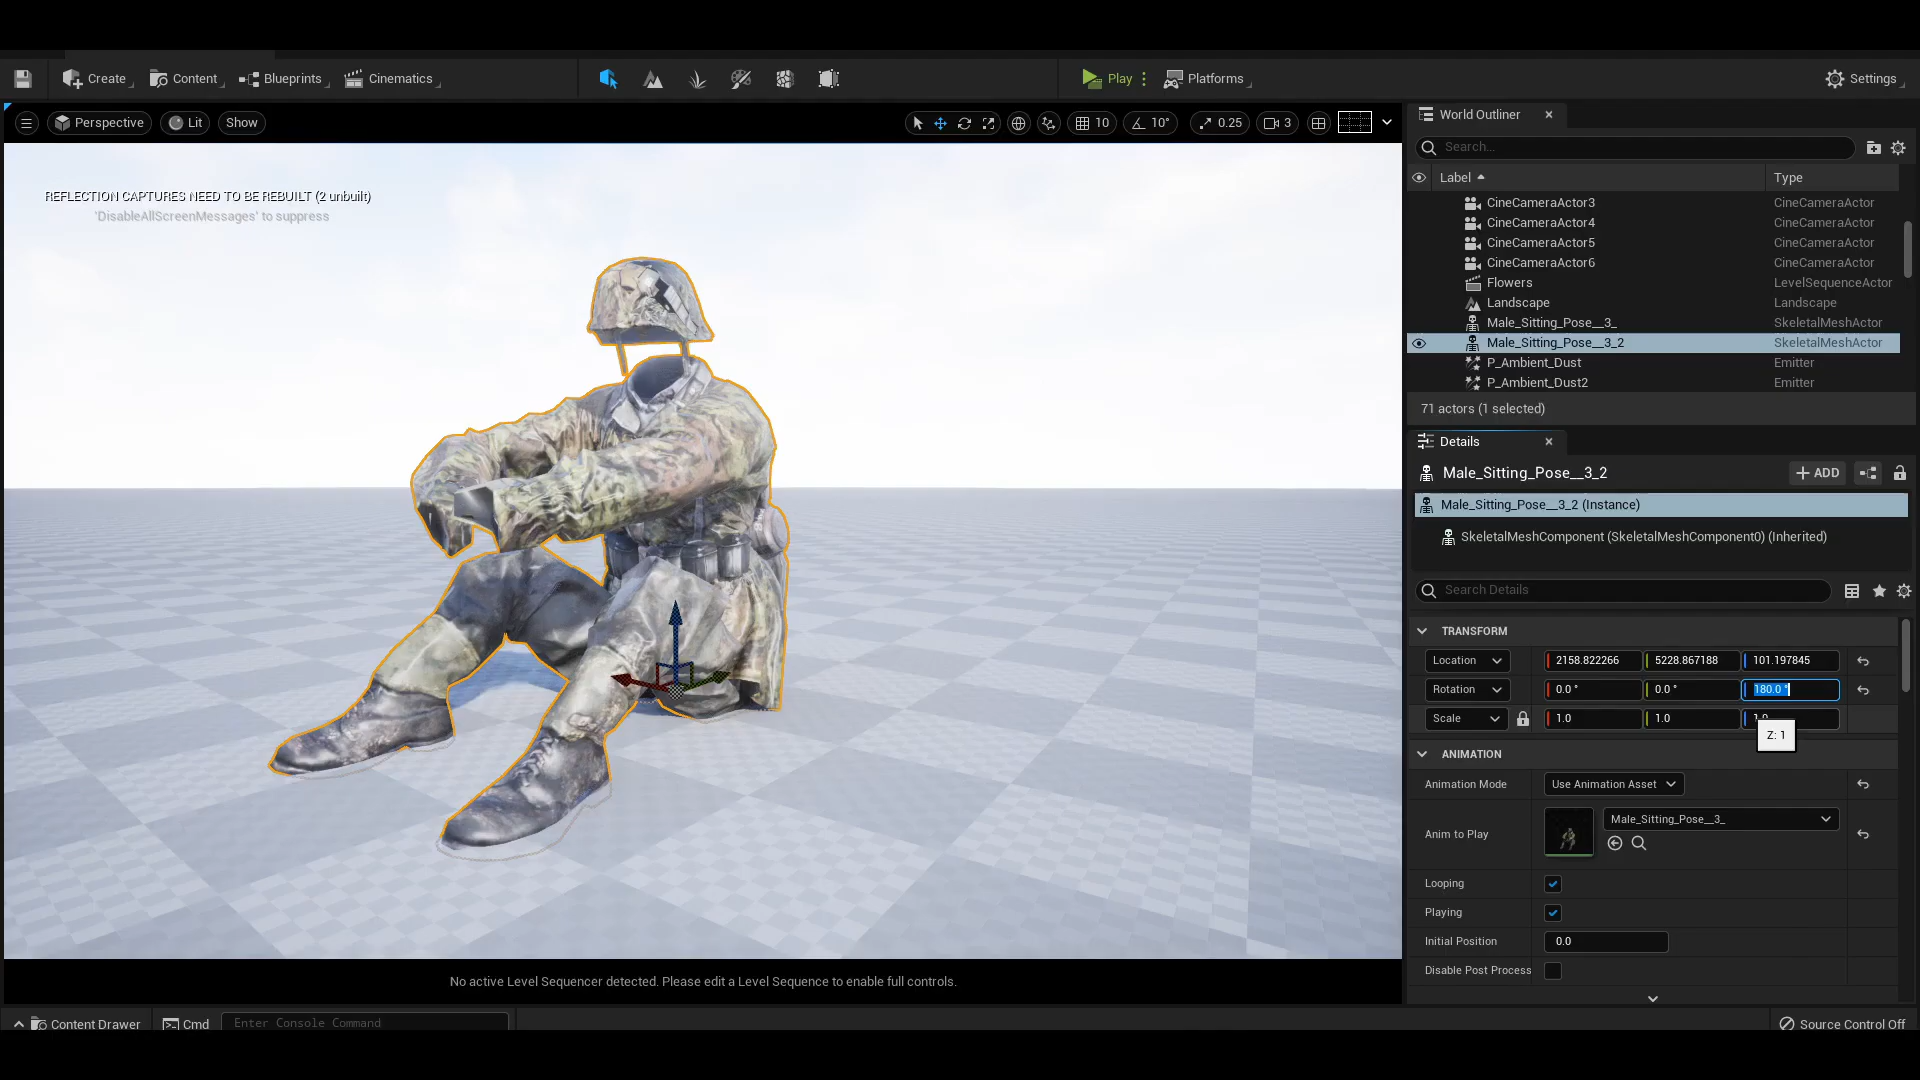 Create
Content
Blueprints
Cinematics
Play
Platforms
Settings
Perspective
Lit
Show
10
10°
0.25
3
REFLECTION CAPTURES NEED TO BE REBUILT (2 unbuilt)
'DisableAllScreenMessages' to suppress
No active Level Sequencer detected. Please edit a Level Sequence to enable full controls.
World Outliner
Search...
Label Type
CineCameraActor3 CineCameraActor
CineCameraActor4 CineCameraActor
CineCameraActor5 CineCameraActor
CineCameraActor6 CineCameraActor
Flowers LevelSequenceActor
Landscape Landscape
Male_Sitting_Pose__3_ SkeletalMeshActor
Male_Sitting_Pose__3_2 SkeletalMeshActor
P_Ambient_Dust Emitter
P_Ambient_Dust2 Emitter
71 actors (1 selected)
Details
Male_Sitting_Pose__3_2
ADD
Male_Sitting_Pose__3_2 (Instance)
SkeletalMeshComponent (SkeletalMeshComponent0) (Inherited)
Search Details
TRANSFORM
Location 2158.822266 5228.867188 101.197845
Rotation 0.0 ° 0.0 ° 180.0 °
Scale 1.0 1.0 1.0
Z: 1
ANIMATION
Animation Mode Use Animation Asset
Anim to Play Male_Sitting_Pose__3_
Looping
Playing
Initial Position 0.0
Disable Post Process
Content Drawer
Cmd
Enter Console Command
Source Control Off